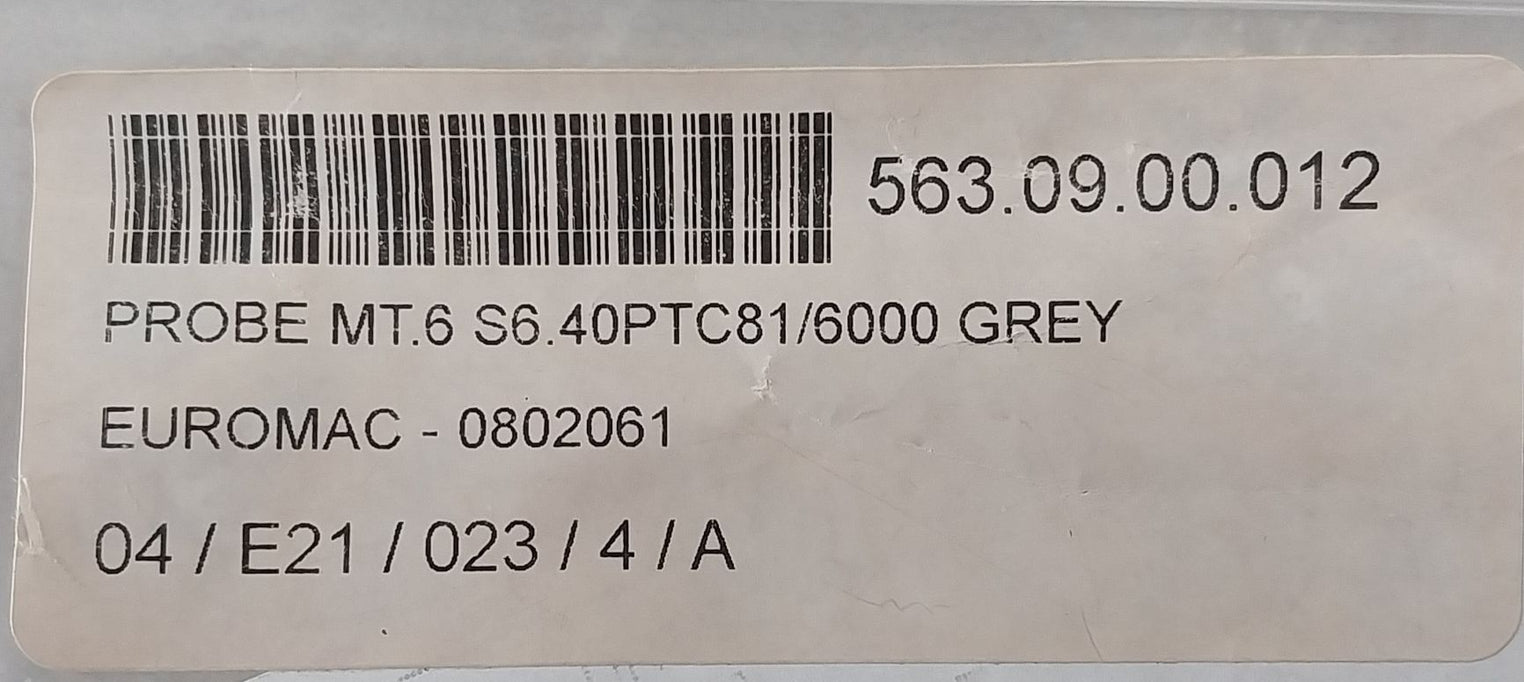 563.09.00.012
PROBE MT.6 S6.40PTC81/6000 GREY
EUROMAC - 0802061
04 / E21 / 023 / 4 / A